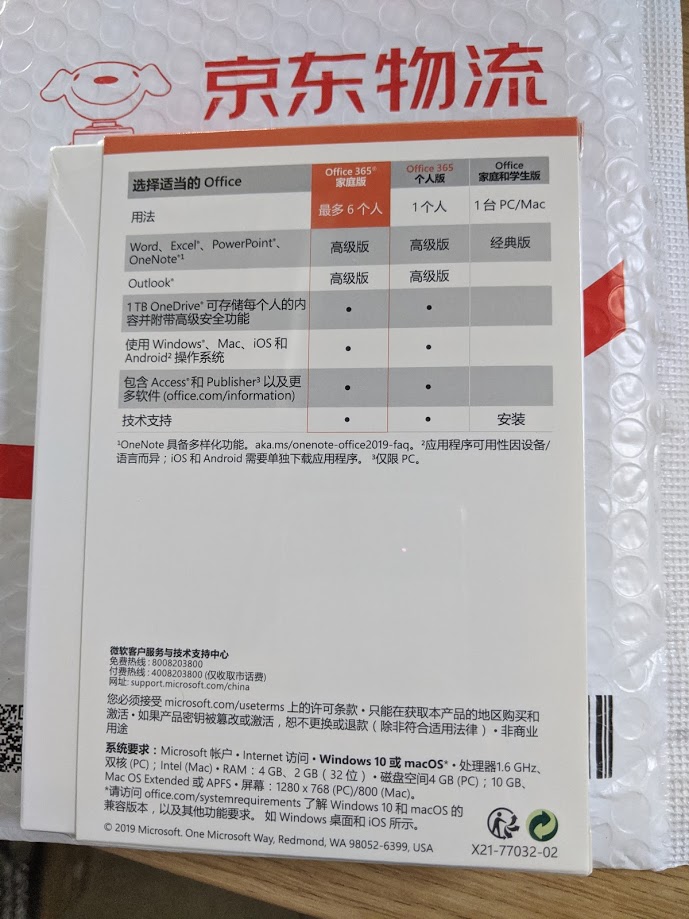 京东物流
选择适当的 Office
Office 365®
家庭版
Office 365
个人版
Office
家庭和学生版
用法
最多 6 个人
1 个人
1 台 PC/Mac
Word、Excel®、PowerPoint®、
OneNote®¹
高级版
高级版
经典版
Outlook®
高级版
高级版
1 TB OneDrive® 可存储每个人的内
容并附带高级安全功能
•
•
使用 Windows®、Mac、iOS 和
Android² 操作系统
•
•
包含 Access®和 Publisher³ 以及更
多软件 (office.com/information)
•
•
技术支持
•
•
安装
¹OneNote 具备多样化功能。aka.ms/onenote-office2019-faq。 ²应用程序可用性因设备/
语言而异；iOS 和 Android 需要单独下载应用程序。 ³仅限 PC。
微软客户服务与技术支持中心
免费热线 : 8008203800
付费热线 : 4008203800 (仅收取市话费)
网址: support.microsoft.com/china
您必须接受 microsoft.com/useterms 上的许可条款 • 只能在获取本产品的地区购买和
激活 • 如果产品密钥被篡改或激活，恕不更换或退款（除非符合适用法律）• 非商业
用途
系统要求：Microsoft 帐户 • Internet 访问 • Windows 10 或 macOS* • 处理器1.6 GHz、
双核 (PC)；Intel (Mac) • RAM : 4 GB、2 GB（32 位）• 磁盘空间4 GB (PC)；10 GB、
Mac OS Extended 或 APFS • 屏幕 : 1280 x 768 (PC)/800 (Mac)。
*请访问 office.com/systemrequirements 了解 Windows 10 和 macOS 的
兼容版本，以及其他功能要求。 如 Windows 桌面和 iOS 所示。
© 2019 Microsoft. One Microsoft Way, Redmond, WA 98052-6399, USA
X21-77032-02